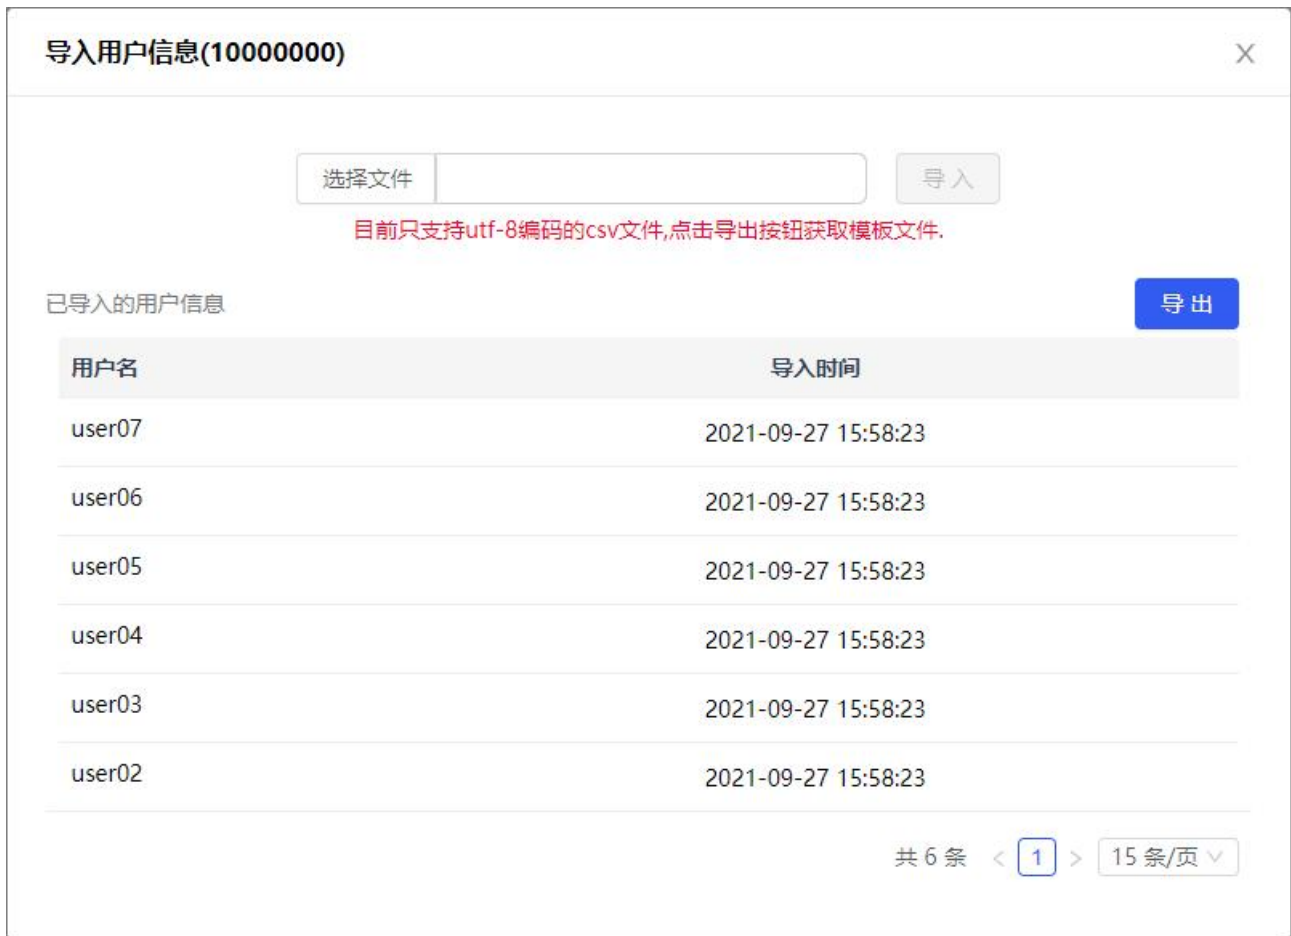 导入用户信息(10000000)
选择文件 导入
目前只支持utf-8编码的csv文件,点击导出按钮获取模板文件.
已导入的用户信息 导出
用户名 导入时间
user07 2021-09-27 15:58:23
user06 2021-09-27 15:58:23
user05 2021-09-27 15:58:23
user04 2021-09-27 15:58:23
user03 2021-09-27 15:58:23
user02 2021-09-27 15:58:23
共 6 条 < 1 > 15 条/页